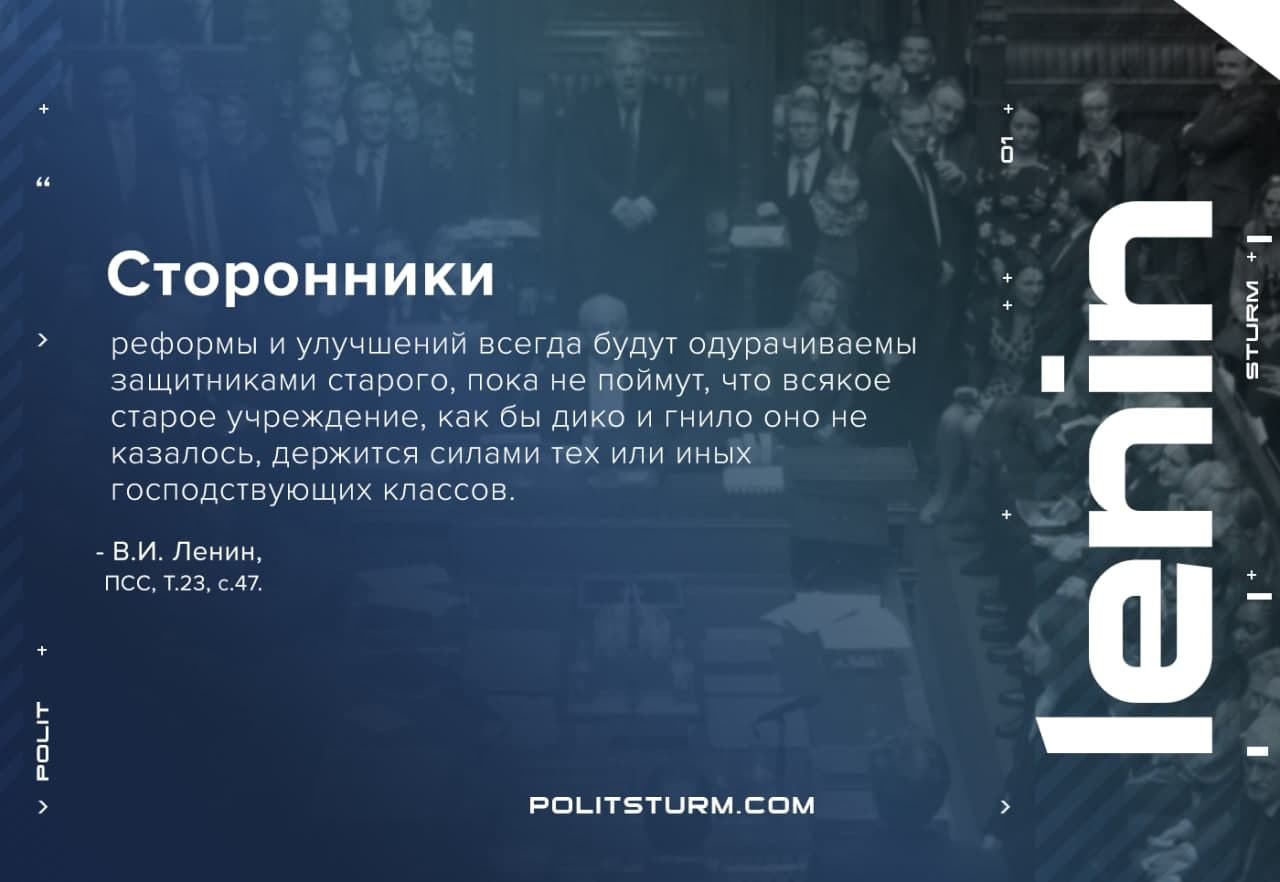 “
Сторонники
реформы и улучшений всегда будут одурачиваемы
защитниками старого, пока не поймут, что всякое
старое учреждение, как бы дико и гнило оно не
казалось, держится силами тех или иных
господствующих классов.
- В.И. Ленин,
ПСС, Т.23, с.47.
POLIT
POLITSTURM.COM
01
lenin
STURM